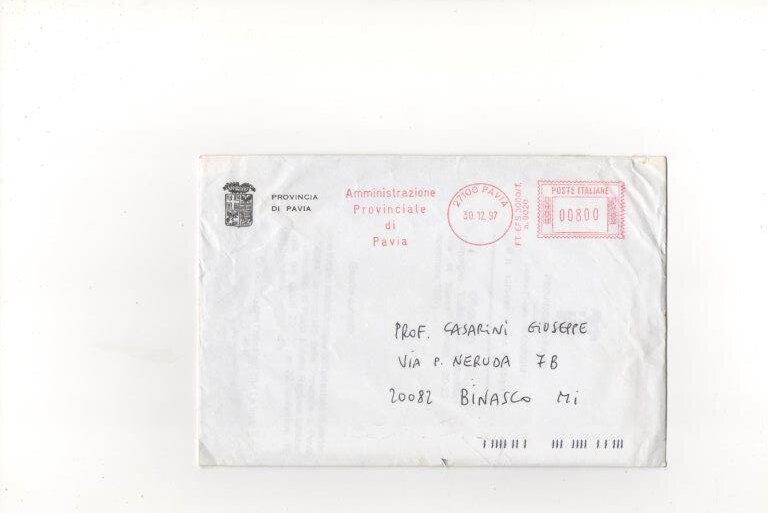 PROVINCIA
DI PAVIA
Amministrazione
Provinciale
di
Pavia
27100 PAVIA
30.12.97
POSTE ITALIANE
00800
PROF. CASARINI GIUSEPPE
VIA P. NERUDA 7B
20082 BINASCO Mi